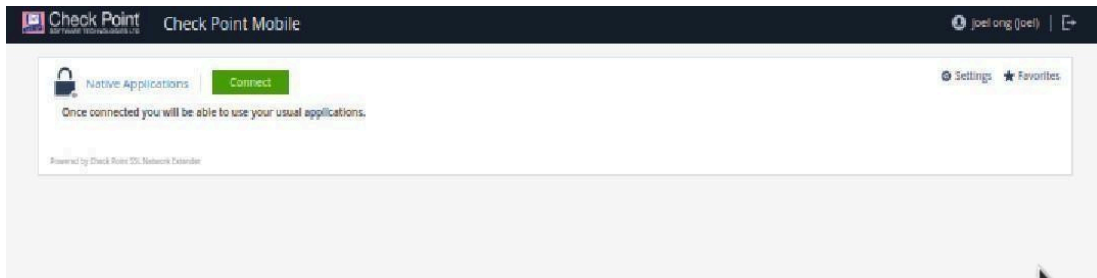 Check Point
SOFTWARE TECHNOLOGIES LTD
Check Point Mobile
joel ong (joel)
Native Applications
Connect
Settings
Favorites
Once connected you will be able to use your usual applications.
Powered by Check Point SSL Network Extender